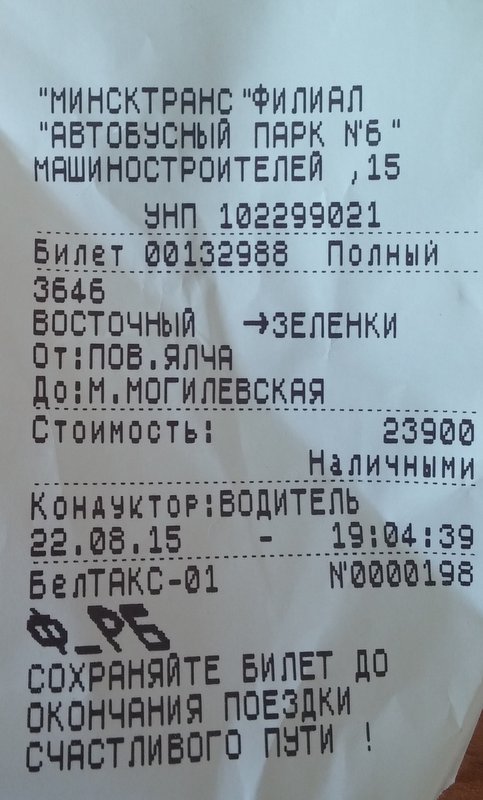 "МИНСКТРАНС"ФИЛИАЛ
"АВТОБУСНЫЙ ПАРК №6"
МАШИНОСТРОИТЕЛЕЙ ,15
УНП 102299021
Билет 00132988 Полный
3646
ВОСТОЧНЫЙ →ЗЕЛЕНКИ
От:ПОВ.ЯЛЧА
До:М.МОГИЛЕВСКАЯ
Стоимость: 23900
Наличными
Кондуктор:ВОДИТЕЛЬ
22.08.15 - 19:04:39
БелТАКС-01 №0000198
Ф_РБ
СОХРАНЯЙТЕ БИЛЕТ ДО
ОКОНЧАНИЯ ПОЕЗДКИ
СЧАСТЛИВОГО ПУТИ !